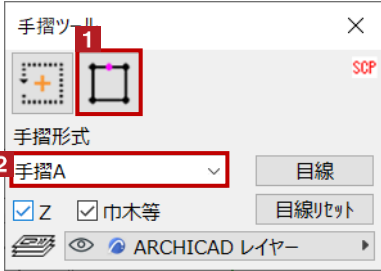 手摺ツール
1
SCP
手摺形式
2
手摺A
目線
Z
巾木等
目線リセット
ARCHICAD レイヤー